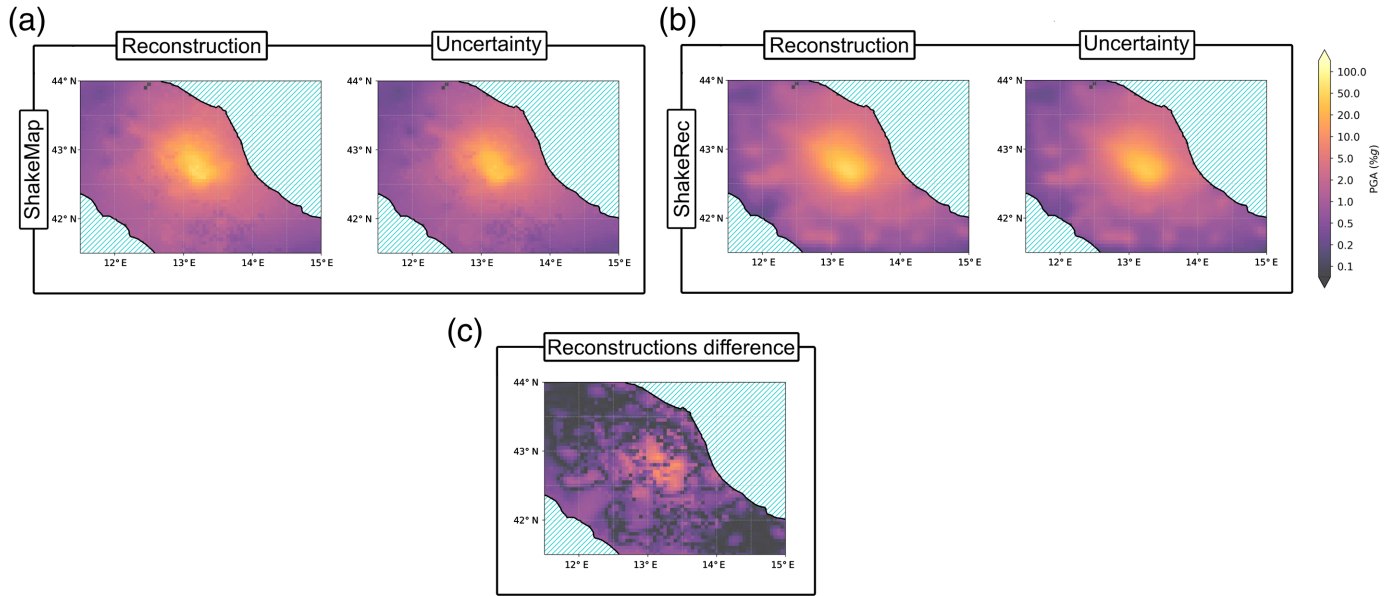 (a)
Reconstruction
Uncertainty
ShakeMap
44° N
43° N
42° N
12° E
13° E
14° E
15° E
44° N
43° N
42° N
12° E
13° E
14° E
15° E
(b)
Reconstruction
Uncertainty
ShakeRec
44° N
43° N
42° N
12° E
13° E
14° E
15° E
44° N
43° N
42° N
12° E
13° E
14° E
15° E
100.0
50.0
20.0
10.0
5.0
2.0
1.0
0.5
0.2
0.1
PGA (%g)
(c)
Reconstructions difference
44° N
43° N
42° N
12° E
13° E
14° E
15° E